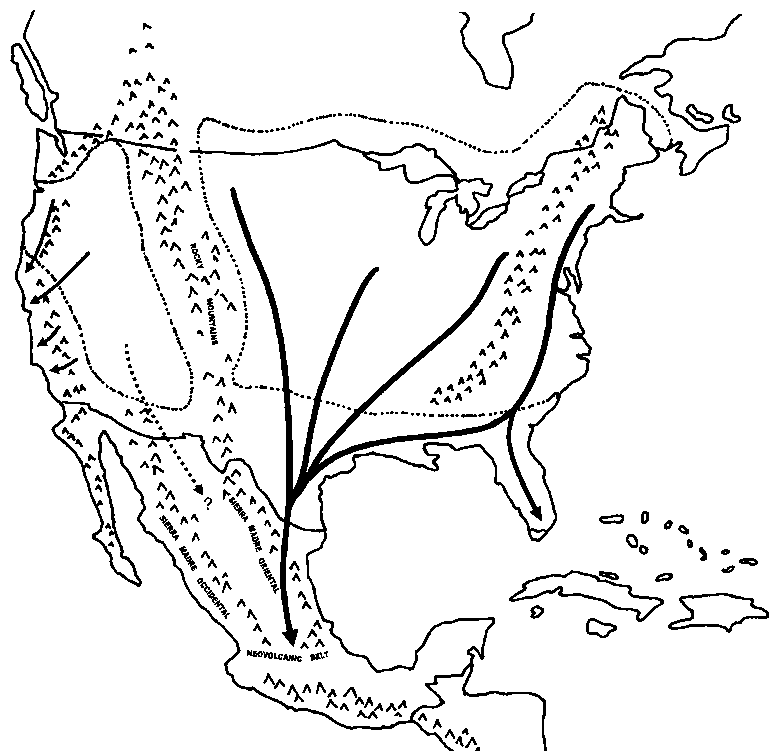 ROCKY
MOUNTAINS
?
SIERRA MADRE ORIENTAL
SIERRA MADRE OCCIDENTAL
NEOVOLCANIC BELT